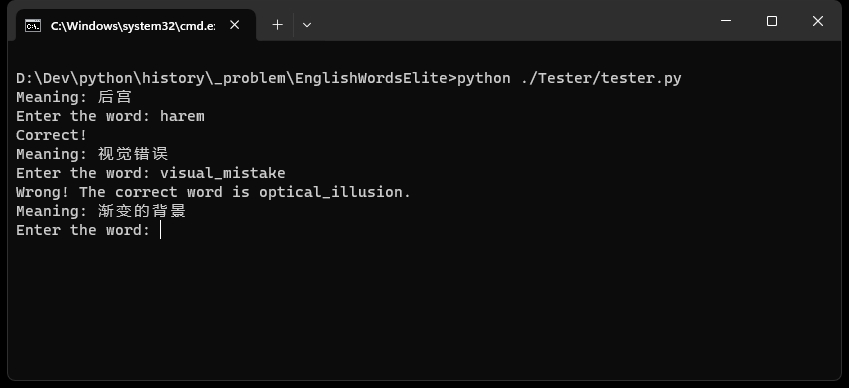 C:\Windows\system32\cmd.e:
D:\Dev\python\history\_problem\EnglishWordsElite>python ./Tester/tester.py
Meaning: 后宫
Enter the word: harem
Correct!
Meaning: 视觉错误
Enter the word: visual_mistake
Wrong! The correct word is optical_illusion.
Meaning: 渐变的背景
Enter the word: